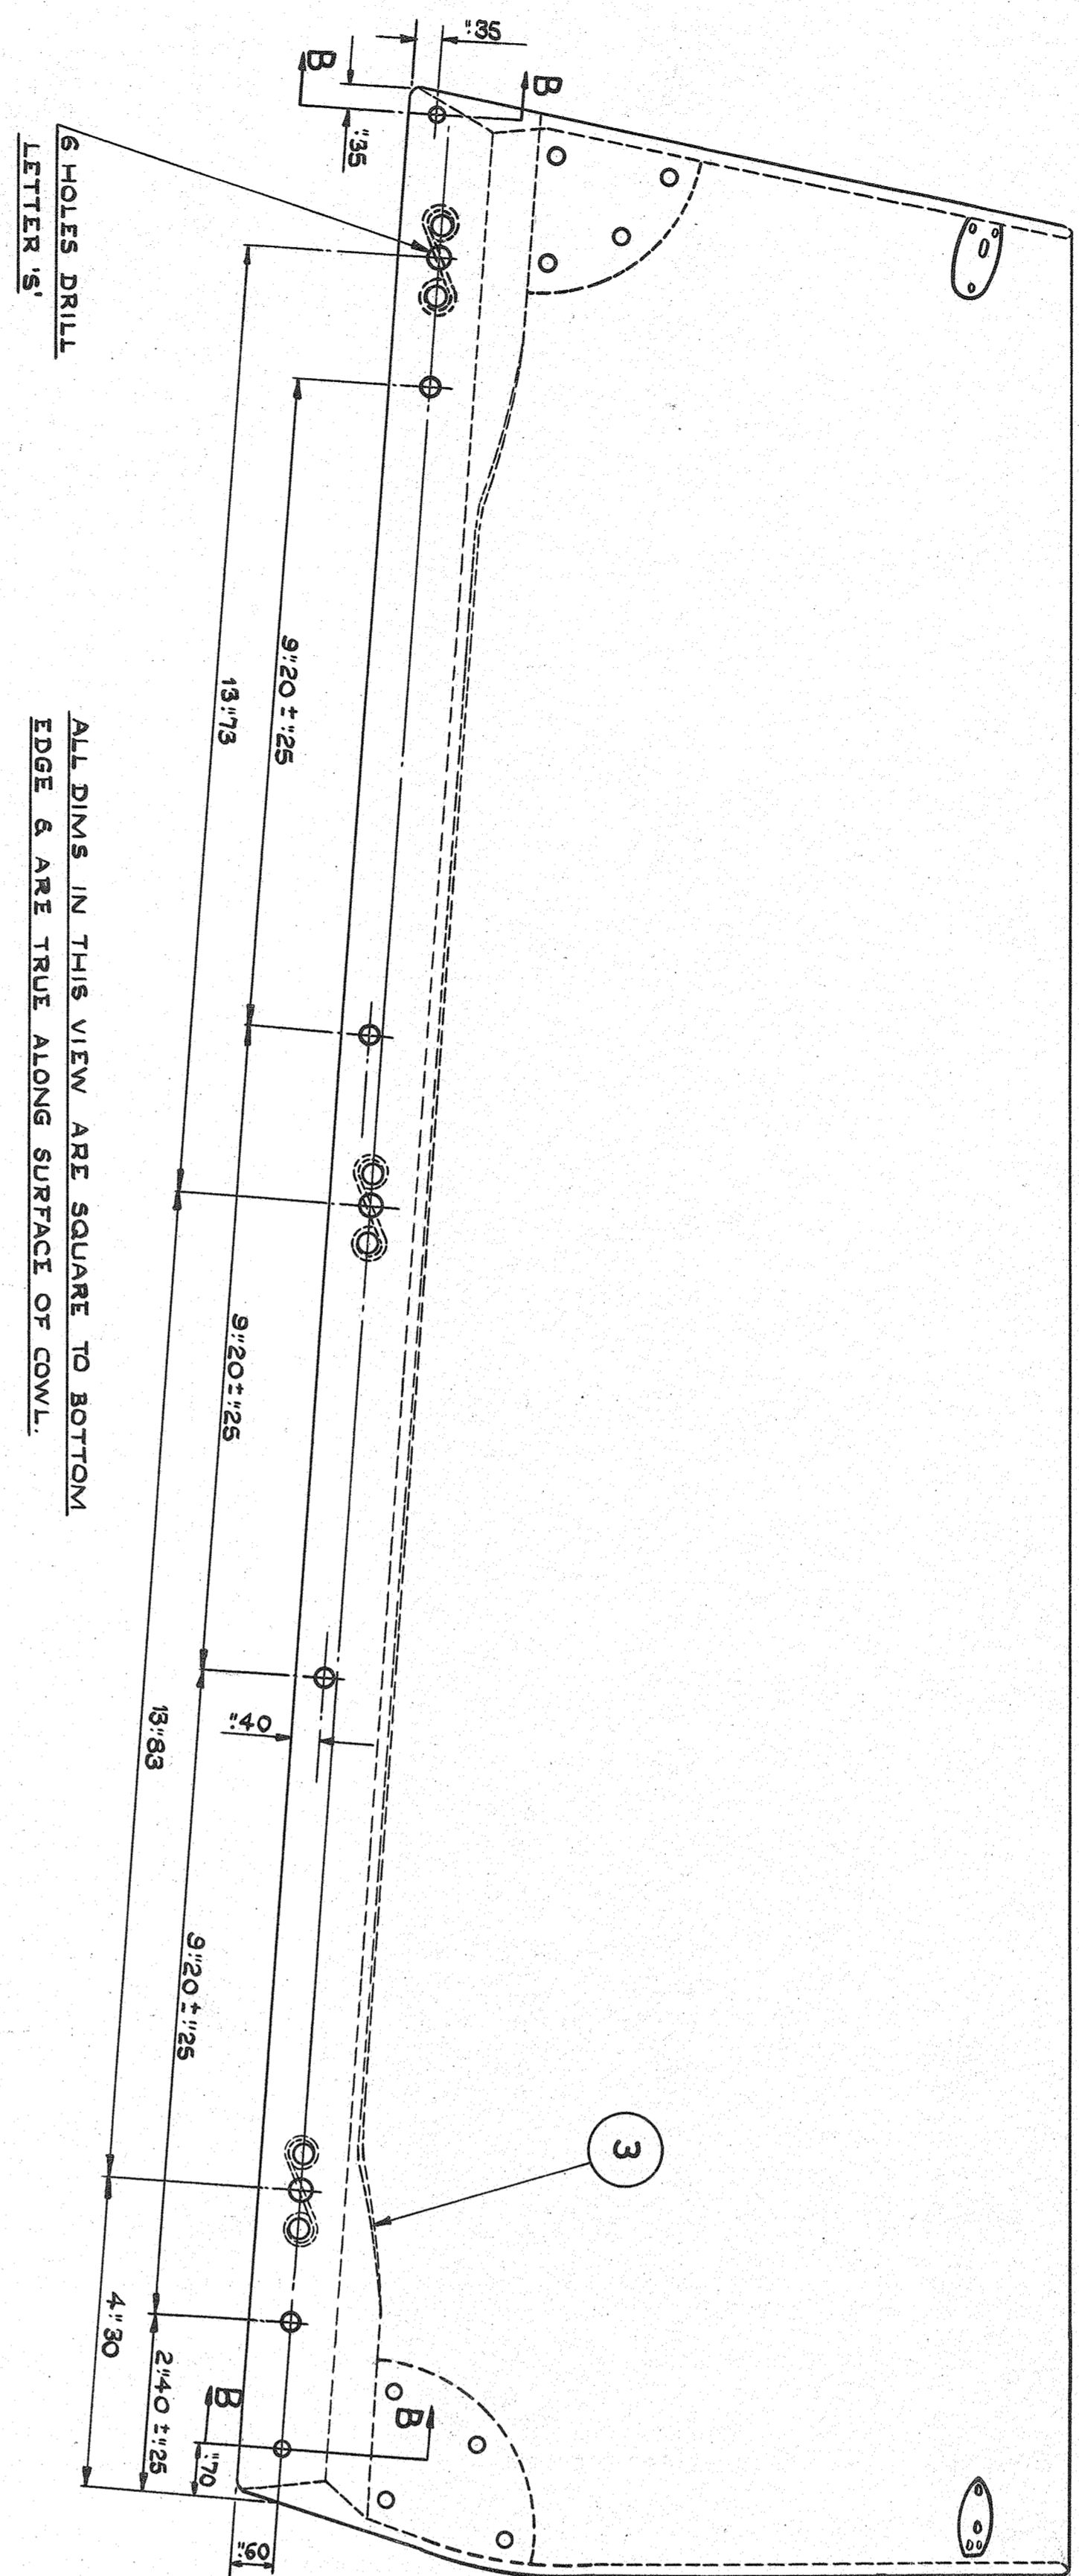 B
B
".35
".35
6 HOLES DRILL
LETTER 'S'
9".20 ± ".25
13".73
ALL DIMS IN THIS VIEW ARE SQUARE TO BOTTOM
EDGE & ARE TRUE ALONG SURFACE OF COWL.
9".20 ± ".25
".40
13".83
9".20 ± ".25
3
4".30
2".40 ± ".25
B
B
".70
".60